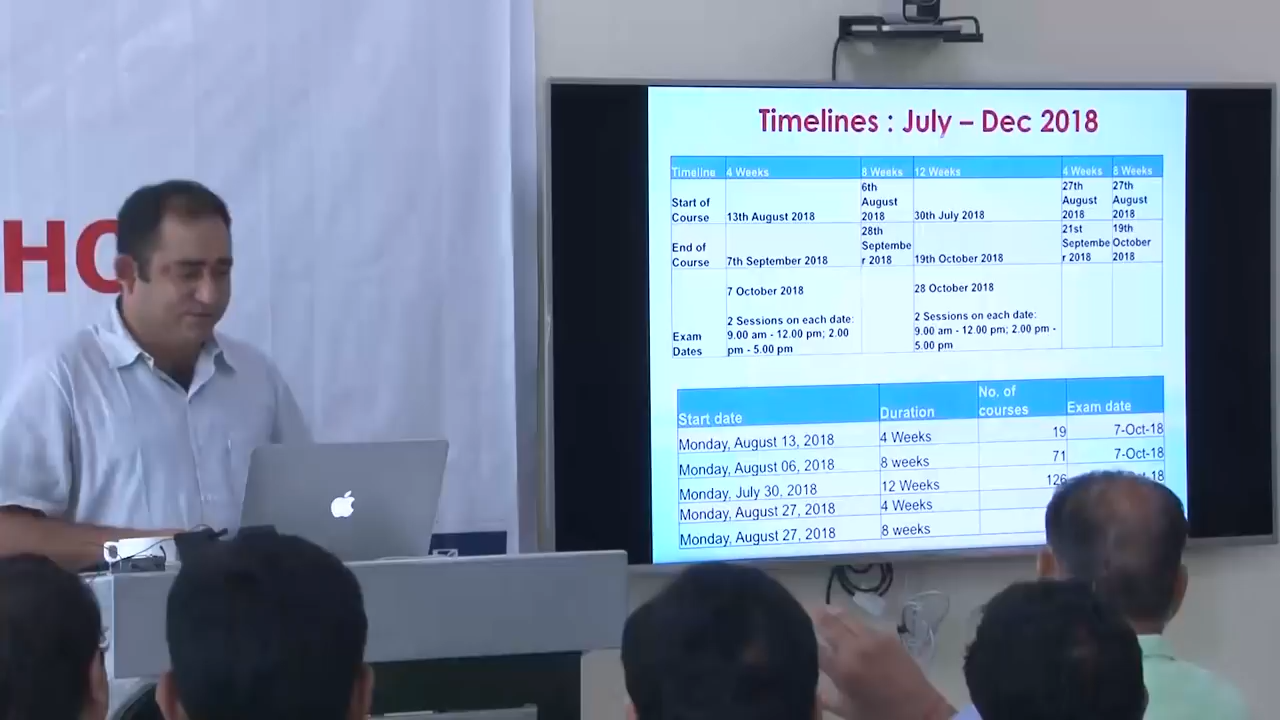 HO
Timelines : July – Dec 2018
Timeline 4 Weeks 8 Weeks 12 Weeks 4 Weeks 8 Weeks
Start of Course 13th August 2018 6th August 2018 30th July 2018 27th August 2018 27th August 2018
End of Course 7th September 2018 28th September 2018 19th October 2018 21st September 2018 19th October 2018
Exam Dates
7 October 2018
2 Sessions on each date:
9.00 am - 12.00 pm; 2.00
pm - 5.00 pm
28 October 2018
2 Sessions on each date:
9.00 am - 12.00 pm; 2.00 pm -
5.00 pm
Start date Duration No. of courses Exam date
Monday, August 13, 2018 4 Weeks 19 7-Oct-18
Monday, August 06, 2018 8 weeks 71 7-Oct-18
Monday, July 30, 2018 12 Weeks 126
Monday, August 27, 2018 4 Weeks
Monday, August 27, 2018 8 weeks